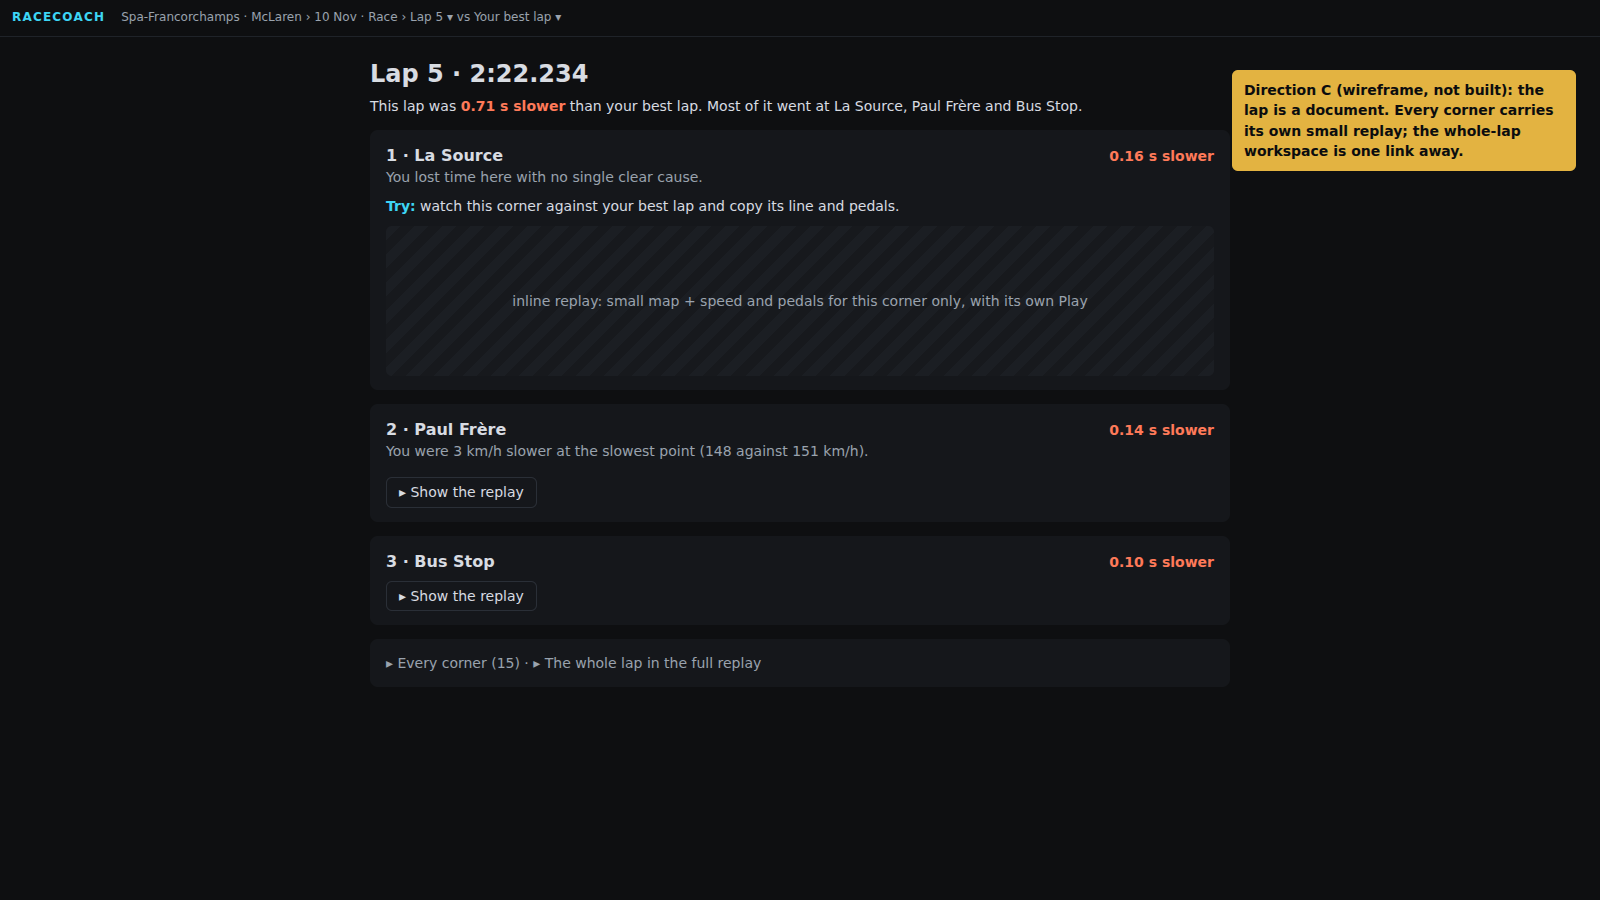 RACECOACH Spa-Francorchamps · McLaren › 10 Nov · Race › Lap 5 ▾ vs Your best lap ▾
Lap 5 · 2:22.234
This lap was 0.71 s slower than your best lap. Most of it went at La Source, Paul Frère and Bus Stop.
Direction C (wireframe, not built): the
lap is a document. Every corner carries
its own small replay; the whole-lap
workspace is one link away.
1 · La Source 0.16 s slower
You lost time here with no single clear cause.
Try: watch this corner against your best lap and copy its line and pedals.
inline replay: small map + speed and pedals for this corner only, with its own Play
2 · Paul Frère 0.14 s slower
You were 3 km/h slower at the slowest point (148 against 151 km/h).
▸ Show the replay
3 · Bus Stop 0.10 s slower
▸ Show the replay
▸ Every corner (15) · ▸ The whole lap in the full replay